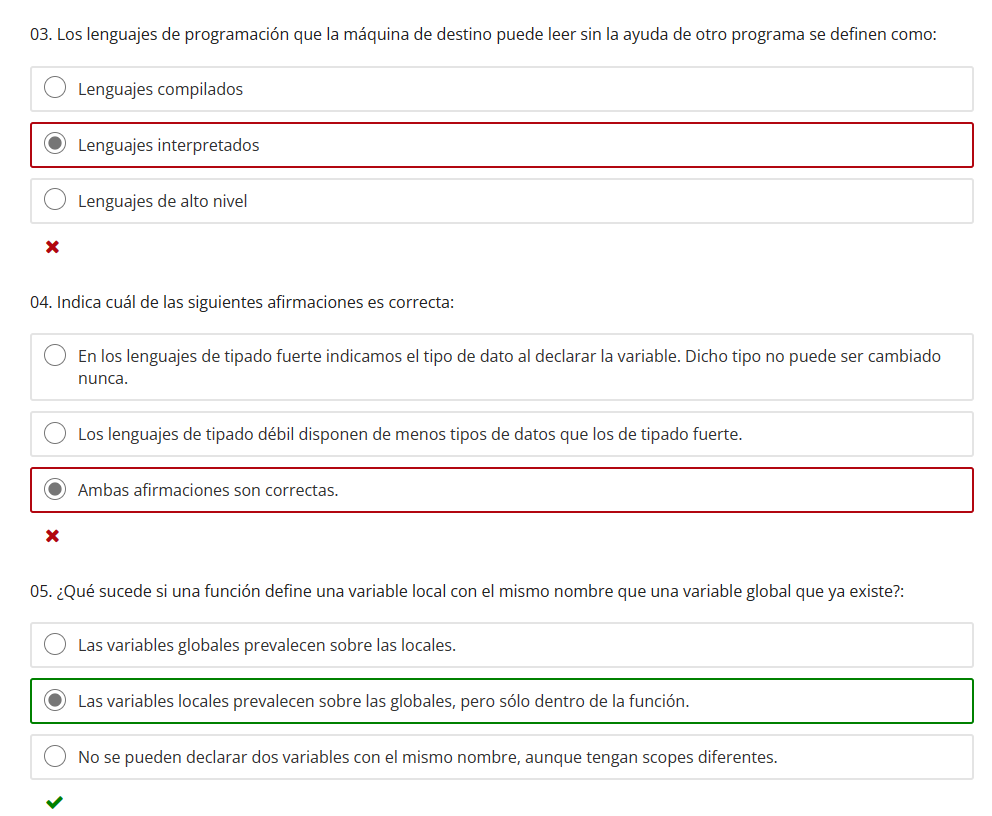 03. Los lenguajes de programación que la máquina de destino puede leer sin la ayuda de otro programa se definen como:
Lenguajes compilados
Lenguajes interpretados
Lenguajes de alto nivel
04. Indica cuál de las siguientes afirmaciones es correcta:
En los lenguajes de tipado fuerte indicamos el tipo de dato al declarar la variable. Dicho tipo no puede ser cambiado
nunca.
Los lenguajes de tipado débil disponen de menos tipos de datos que los de tipado fuerte.
Ambas afirmaciones son correctas.
05. ¿Qué sucede si una función define una variable local con el mismo nombre que una variable global que ya existe?:
Las variables globales prevalecen sobre las locales.
Las variables locales prevalecen sobre las globales, pero sólo dentro de la función.
No se pueden declarar dos variables con el mismo nombre, aunque tengan scopes diferentes.